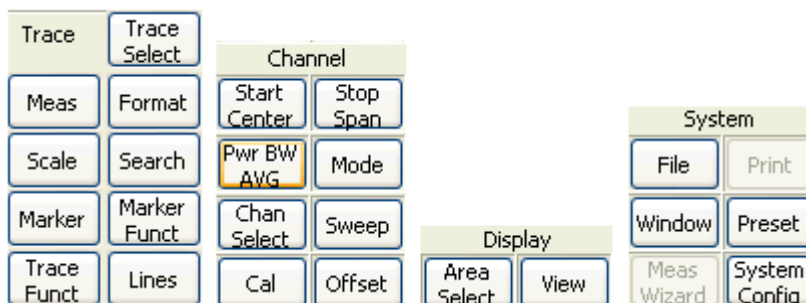 Trace
Trace
Select
Meas
Format
Scale
Search
Marker
Marker
Funct
Trace
Funct
Lines
Channel
Start
Center
Stop
Span
Pwr BW
AVG
Mode
Chan
Select
Sweep
Cal
Offset
Display
Area
Select
View
System
File
Print
Window
Preset
Meas
Wizard
System
Config